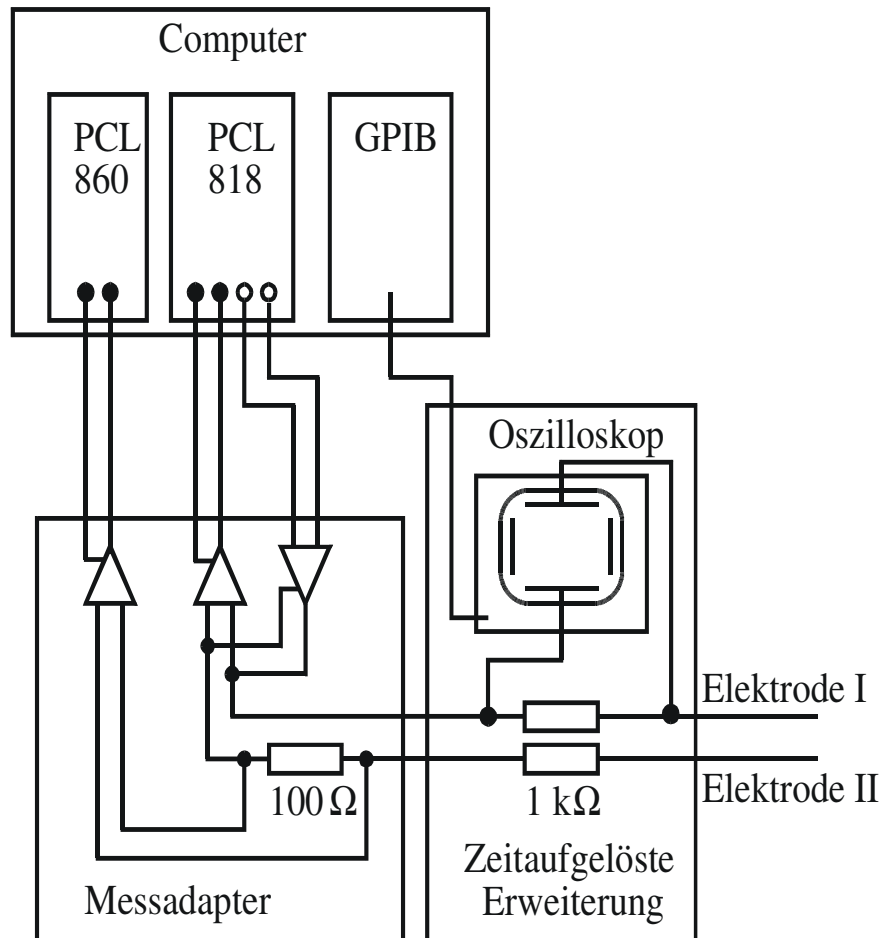 Computer
PCL
860
PCL
818
GPIB
Oszilloskop
Elektrode I
Elektrode II
100 Ω
1 kΩ
Zeitaufgelöste
Erweiterung
Messadapter